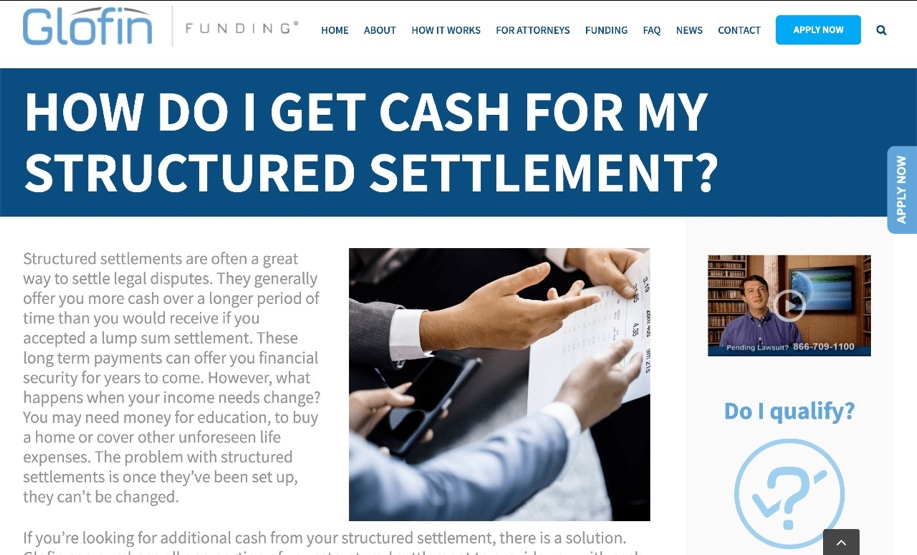 Glofin FUNDING®
HOME ABOUT HOW IT WORKS FOR ATTORNEYS FUNDING FAQ NEWS CONTACT APPLY NOW
HOW DO I GET CASH FOR MY
STRUCTURED SETTLEMENT?
APPLY NOW
Structured settlements are often a great
way to settle legal disputes. They generally
offer you more cash over a longer period of
time than you would receive if you
accepted a lump sum settlement. These
long term payments can offer you financial
security for years to come. However, what
happens when your income needs change?
You may need money for education, to buy
a home or cover other unforeseen life
expenses. The problem with structured
settlements is once they’ve been set up,
they can’t be changed.
If you’re looking for additional cash from your structured settlement, there is a solution.
Pending Lawsuit? 866-709-1100
Do I qualify?